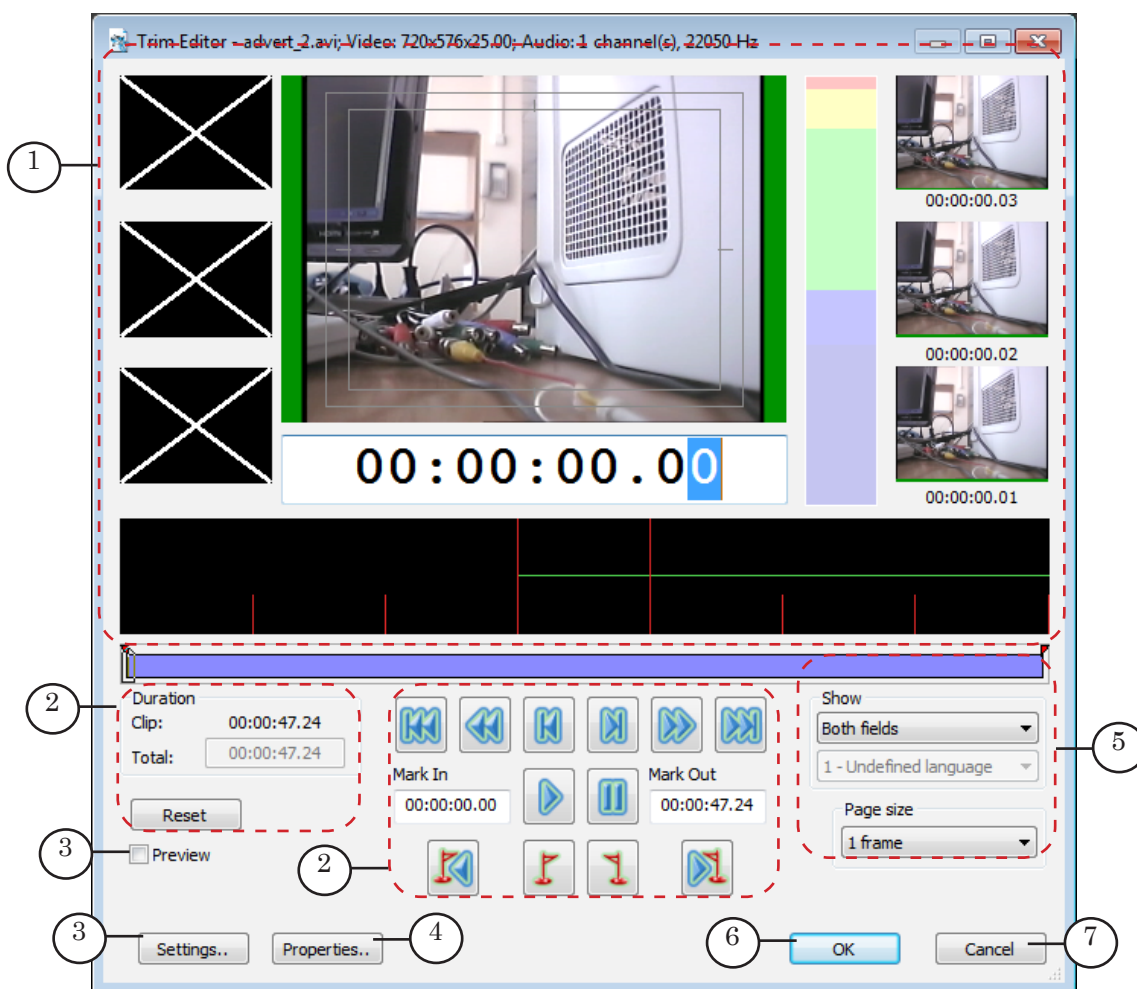 Trim Editor - advert_2.avi; Video: 720x576x25.00; Audio: 1 channel(s), 22050 Hz
1
00:00:00.03
00:00:00.02
00:00:00.01
00:00:00.00
2
Duration
Clip: 00:00:47.24
Total: 00:00:47.24
Reset
3
Preview
Mark In
00:00:00.00
Mark Out
00:00:47.24
2
Show
Both fields
1 - Undefined language
5
Page size
1 frame
3
Settings..
4
Properties..
6
OK
7
Cancel